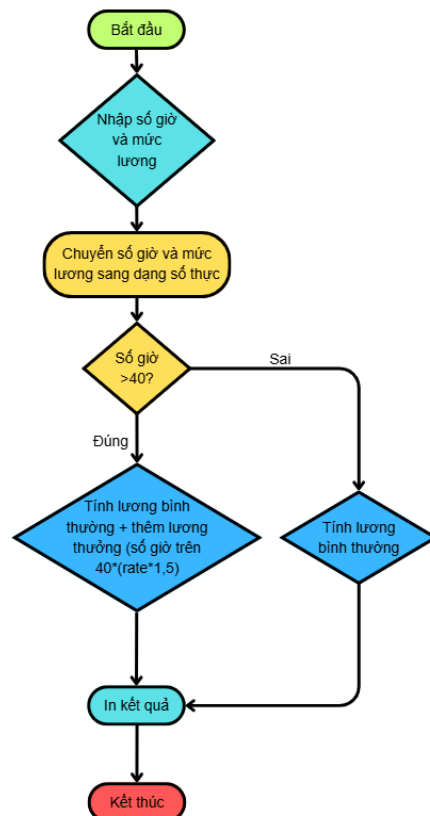 Bắt đầu
Nhập số giờ
và mức
lương
Chuyển số giờ và mức
lương sang dạng số thực
Số giờ
>40?
Sai
Đúng
Tính lương bình
thường + thêm lương
thưởng (số giờ trên
40*(rate*1,5)
Tính lương
bình thường
In kết quả
Kết thúc